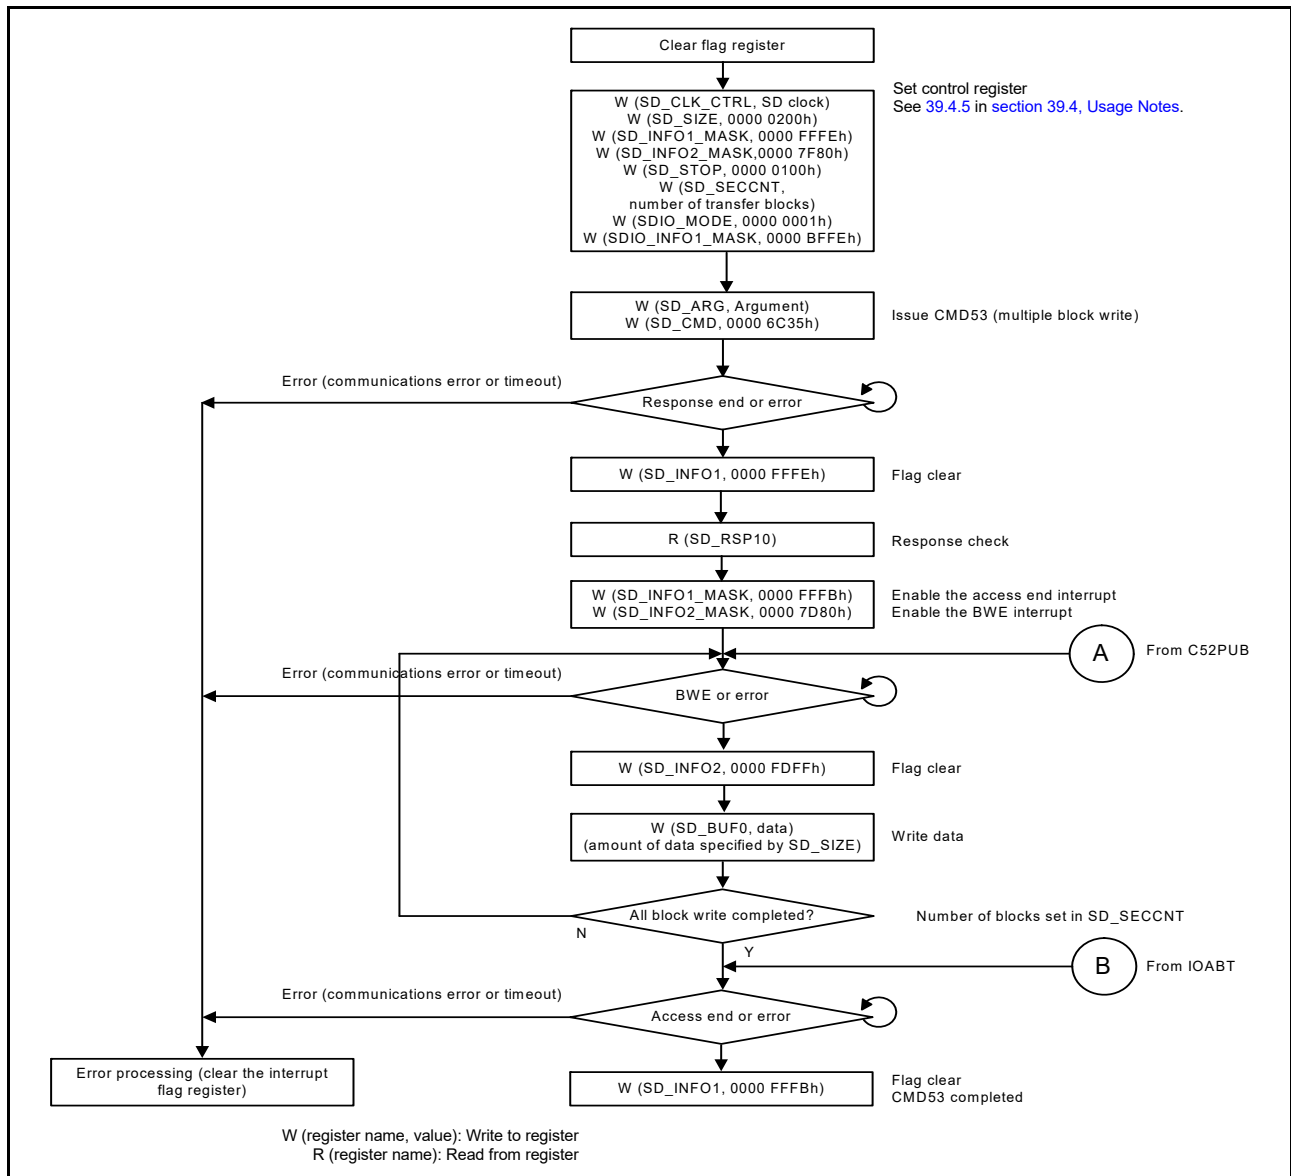 Clear flag register
Set control register
See 39.4.5 in section 39.4, Usage Notes.
W (SD_CLK_CTRL, SD clock)
W (SD_SIZE, 0000 0200h)
W (SD_INFO1_MASK, 0000 FFFEh)
W (SD_INFO2_MASK,0000 7F80h)
W (SD_STOP, 0000 0100h)
W (SD_SECCNT,
number of transfer blocks)
W (SDIO_MODE, 0000 0001h)
W (SDIO_INFO1_MASK, 0000 BFFEh)
W (SD_ARG, Argument)
W (SD_CMD, 0000 6C35h)
Issue CMD53 (multiple block write)
Error (communications error or timeout)
Response end or error
W (SD_INFO1, 0000 FFFEh)
Flag clear
R (SD_RSP10)
Response check
W (SD_INFO1_MASK, 0000 FFFBh)
W (SD_INFO2_MASK, 0000 7D80h)
Enable the access end interrupt
Enable the BWE interrupt
A
From C52PUB
Error (communications error or timeout)
BWE or error
W (SD_INFO2, 0000 FDFFh)
Flag clear
W (SD_BUF0, data)
(amount of data specified by SD_SIZE)
Write data
All block write completed?
Number of blocks set in SD_SECCNT
N
Y
B
From IOABT
Error (communications error or timeout)
Access end or error
Error processing (clear the interrupt
flag register)
W (SD_INFO1, 0000 FFFBh)
Flag clear
CMD53 completed
W (register name, value): Write to register
R (register name): Read from register